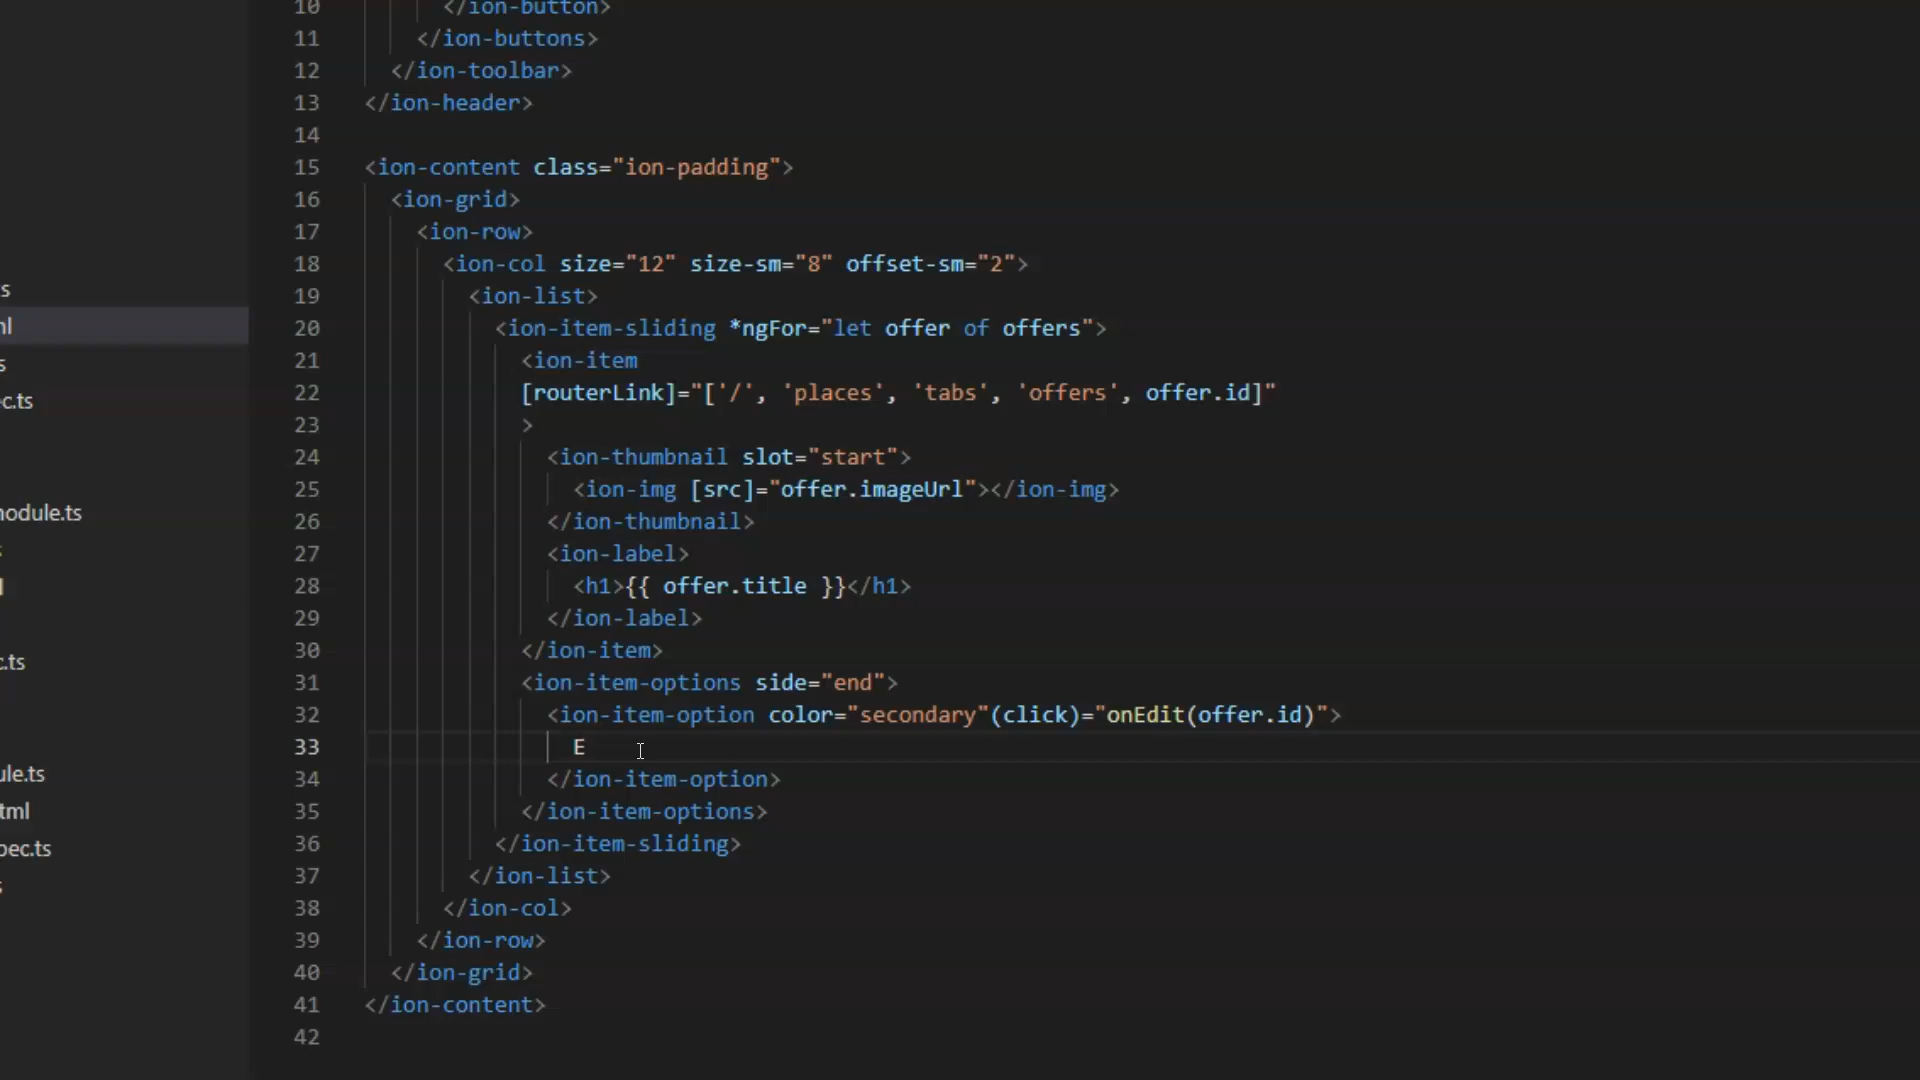 s
ml
s
c.ts
nodule.ts
s
l
c.ts
ule.ts
tml
pec.ts
s
10 </ion-button>
11 </ion-buttons>
12 </ion-toolbar>
13 </ion-header>
14
15 <ion-content class="ion-padding">
16 <ion-grid>
17 <ion-row>
18 <ion-col size="12" size-sm="8" offset-sm="2">
19 <ion-list>
20 <ion-item-sliding *ngFor="let offer of offers">
21 <ion-item
22 [routerLink]="['/', 'places', 'tabs', 'offers', offer.id]"
23 >
24 <ion-thumbnail slot="start">
25 <ion-img [src]="offer.imageUrl"></ion-img>
26 </ion-thumbnail>
27 <ion-label>
28 <h1>{{ offer.title }}</h1>
29 </ion-label>
30 </ion-item>
31 <ion-item-options side="end">
32 <ion-item-option color="secondary"(click)="onEdit(offer.id)">
33 E
34 </ion-item-option>
35 </ion-item-options>
36 </ion-item-sliding>
37 </ion-list>
38 </ion-col>
39 </ion-row>
40 </ion-grid>
41 </ion-content>
42